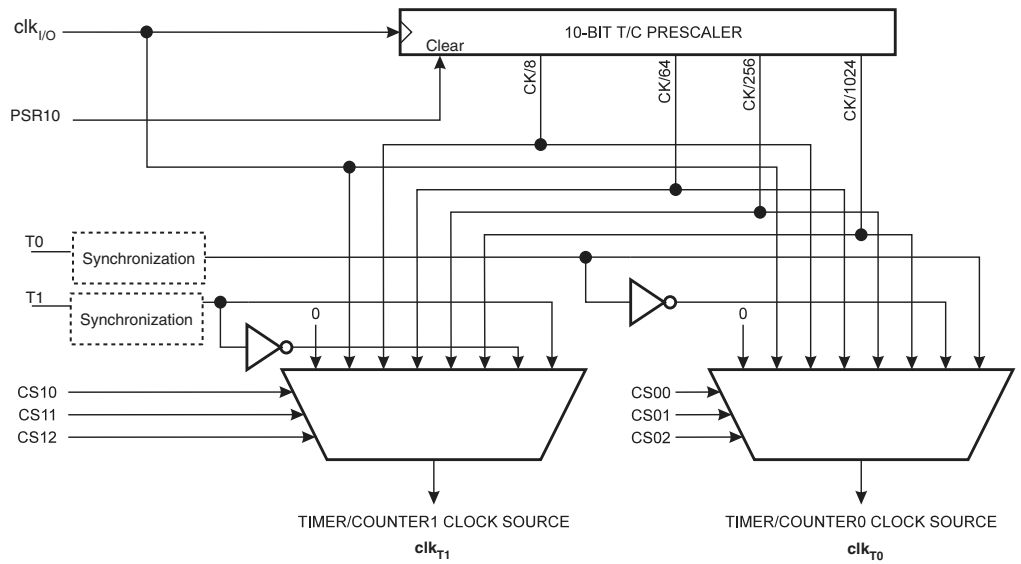 clkI/O
10-BIT T/C PRESCALER
Clear
CK/8
CK/64
CK/256
CK/1024
PSR10
T0
Synchronization
T1
Synchronization
0
0
CS10
CS11
CS12
CS00
CS01
CS02
TIMER/COUNTER1 CLOCK SOURCE
clkT1
TIMER/COUNTER0 CLOCK SOURCE
clkT0